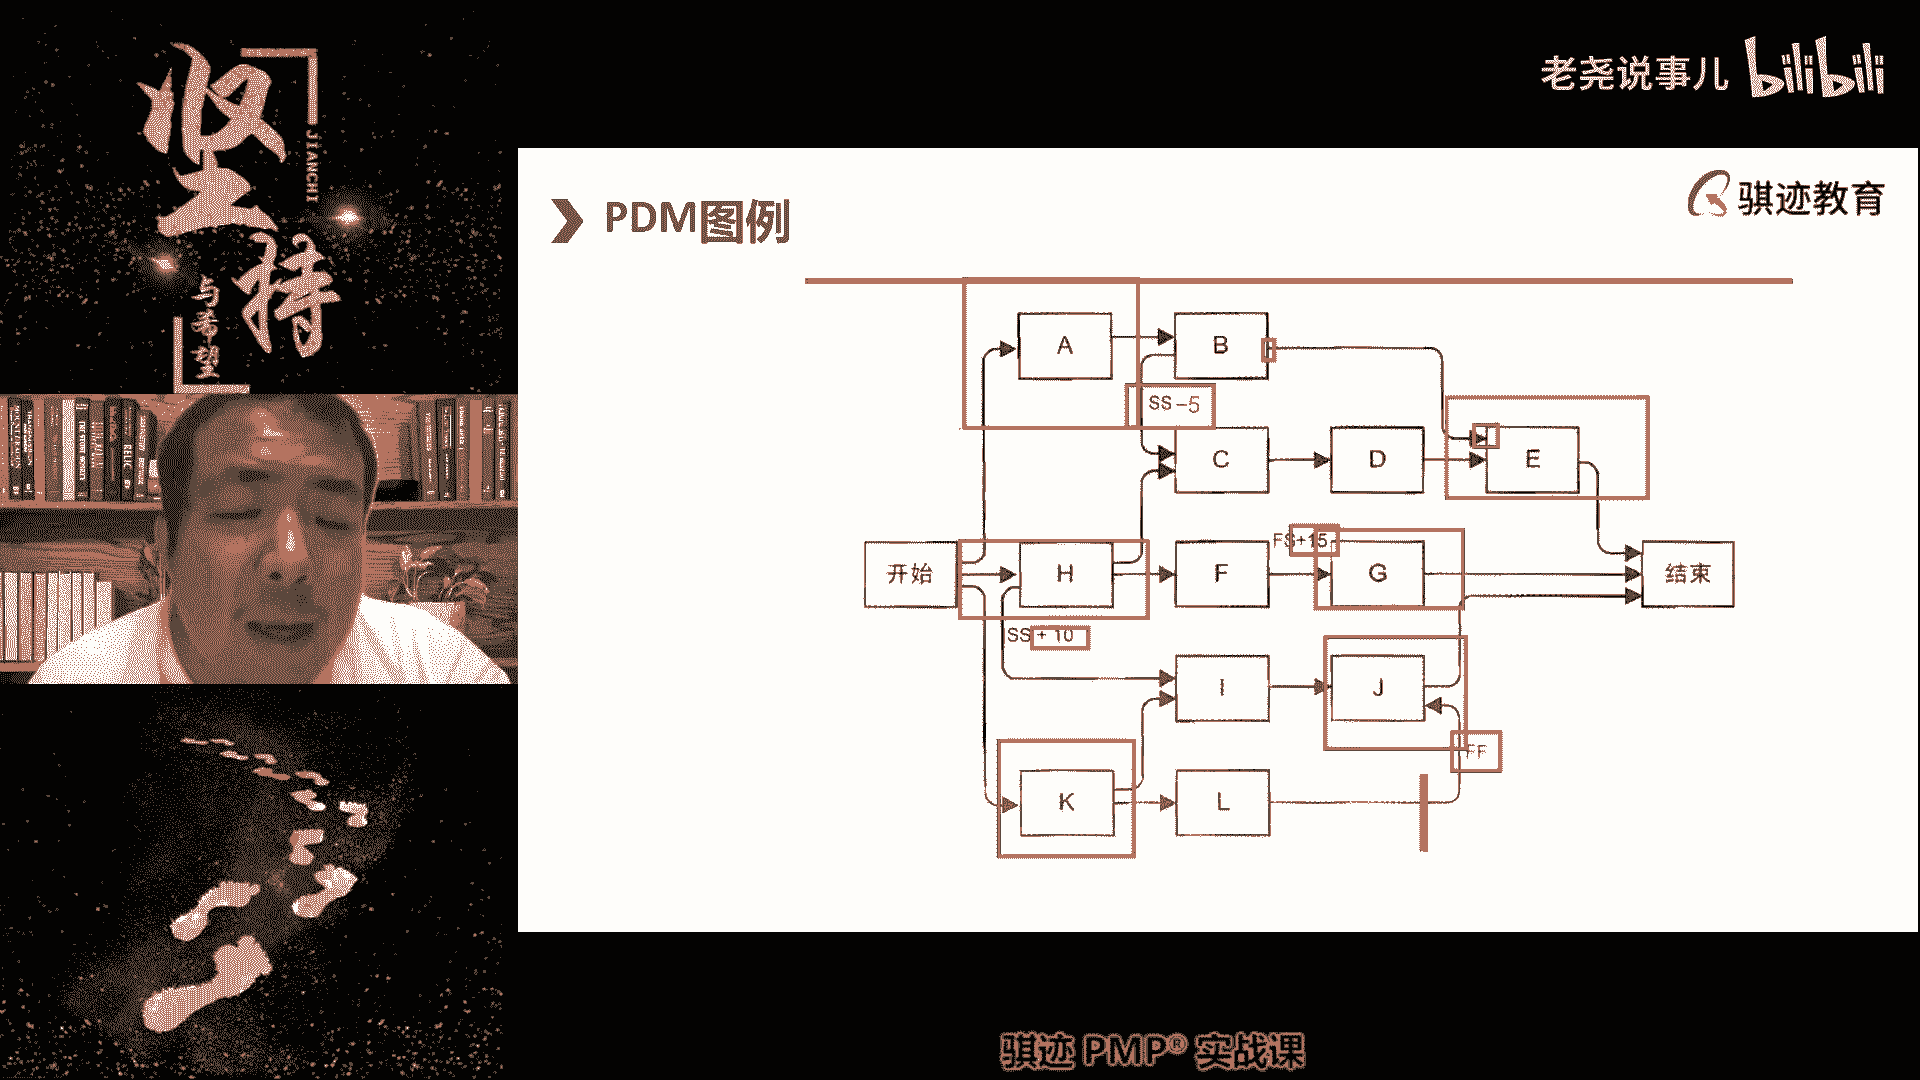 坚持
JIANCHI
与希望
RELIC
老尧说事儿 bilibili
骐迹教育
PDM图例
A
B
SS -5
C
D
E
FS+15
开始
H
F
G
结束
SS + 10
I
J
FF
K
L
骐迹 PMP® 实战课